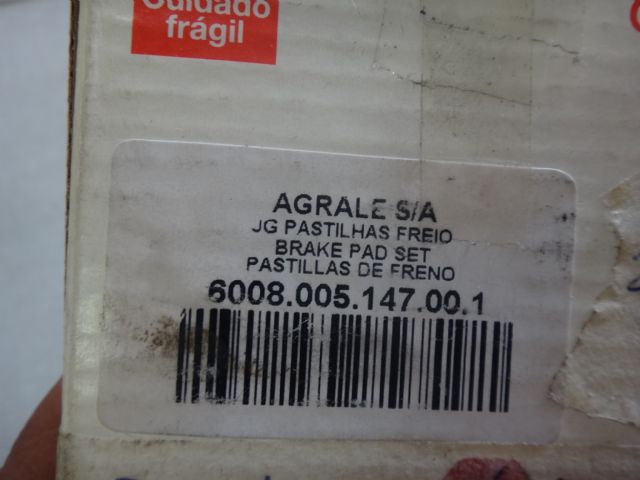 Cuidado
frágil
AGRALE S/A
JG PASTILHAS FREIO
BRAKE PAD SET
PASTILLAS DE FRENO
6008.005.147.00.1